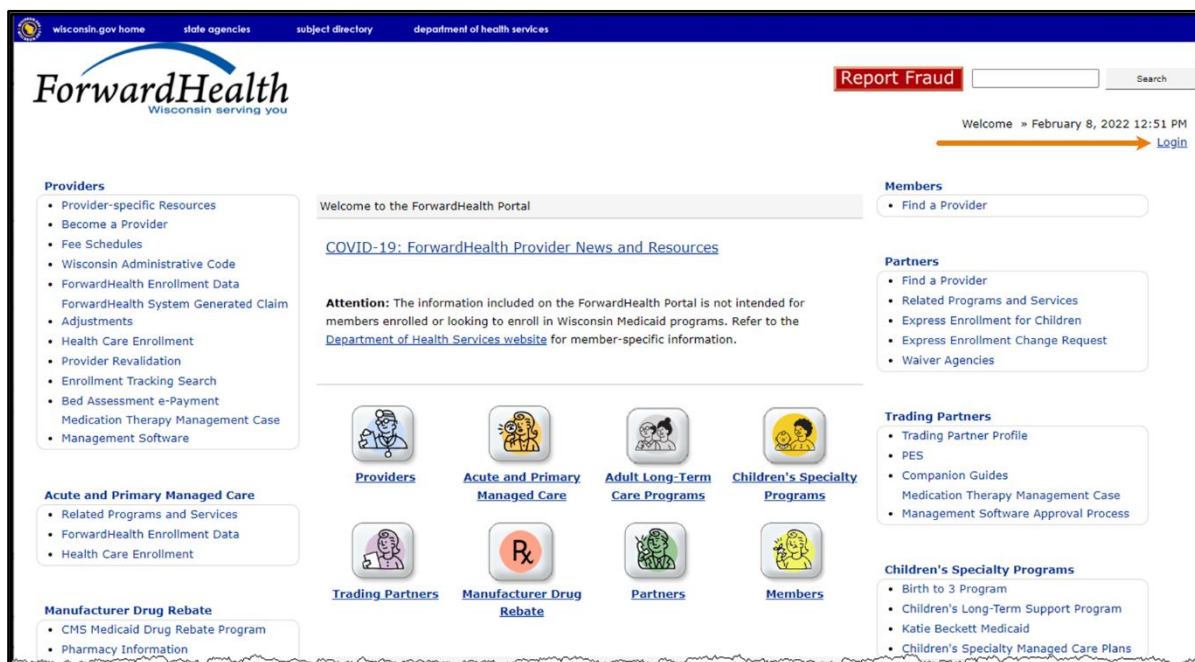 wisconsin.gov home state agencies subject directory department of health services
ForwardHealth
Wisconsin serving you
Report Fraud Search
Welcome » February 8, 2022 12:51 PM
Login
Providers
• Provider-specific Resources
• Become a Provider
• Fee Schedules
• Wisconsin Administrative Code
• ForwardHealth Enrollment Data
ForwardHealth System Generated Claim
• Adjustments
• Health Care Enrollment
• Provider Revalidation
• Enrollment Tracking Search
• Bed Assessment e-Payment
Medication Therapy Management Case
• Management Software
Acute and Primary Managed Care
• Related Programs and Services
• ForwardHealth Enrollment Data
• Health Care Enrollment
Manufacturer Drug Rebate
• CMS Medicaid Drug Rebate Program
• Pharmacy Information
Welcome to the ForwardHealth Portal
COVID-19: ForwardHealth Provider News and Resources
Attention: The information included on the ForwardHealth Portal is not intended for
members enrolled or looking to enroll in Wisconsin Medicaid programs. Refer to the
Department of Health Services website for member-specific information.
Providers
Acute and Primary
Managed Care
Adult Long-Term
Care Programs
Children's Specialty
Programs
Trading Partners
Rx
Manufacturer Drug
Rebate
Partners
Members
Members
• Find a Provider
Partners
• Find a Provider
• Related Programs and Services
• Express Enrollment for Children
• Express Enrollment Change Request
• Waiver Agencies
Trading Partners
• Trading Partner Profile
• PES
• Companion Guides
Medication Therapy Management Case
• Management Software Approval Process
Children's Specialty Programs
• Birth to 3 Program
• Children's Long-Term Support Program
• Katie Beckett Medicaid
• Children's Specialty Managed Care Plans